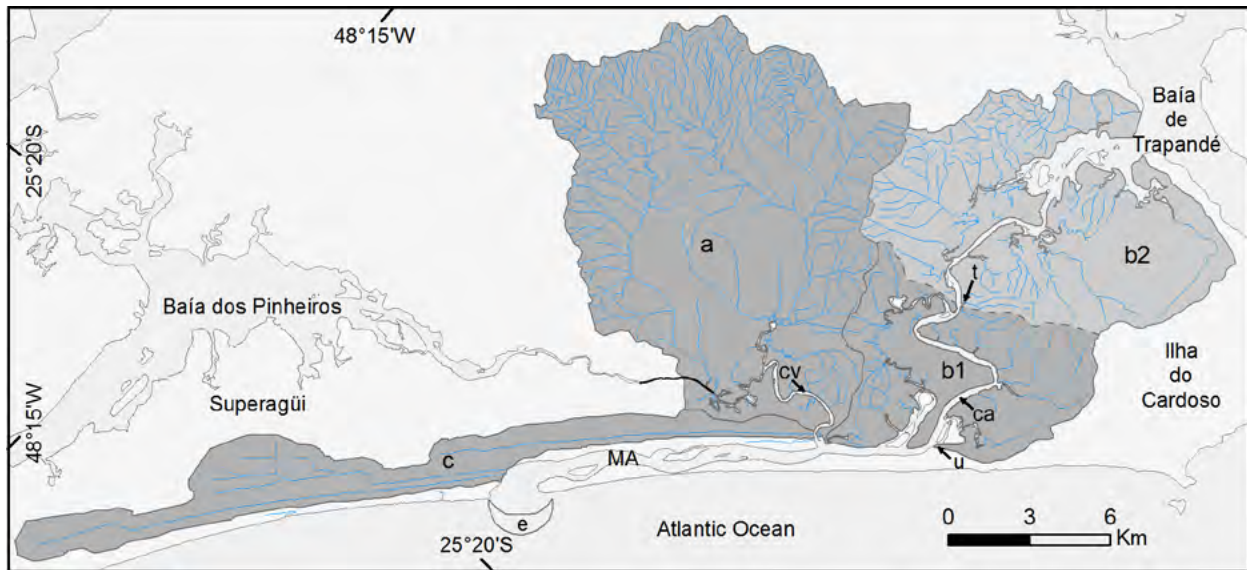 48°15'W
25°20'S
Baía
de
Trapandé
a
b2
t
Baía dos Pinheiros
b1
Ilha
do
Cardoso
cv
Superagüi
ca
48°15'W
c
MA
u
e
Atlantic Ocean
0 3 6
Km
25°20'S